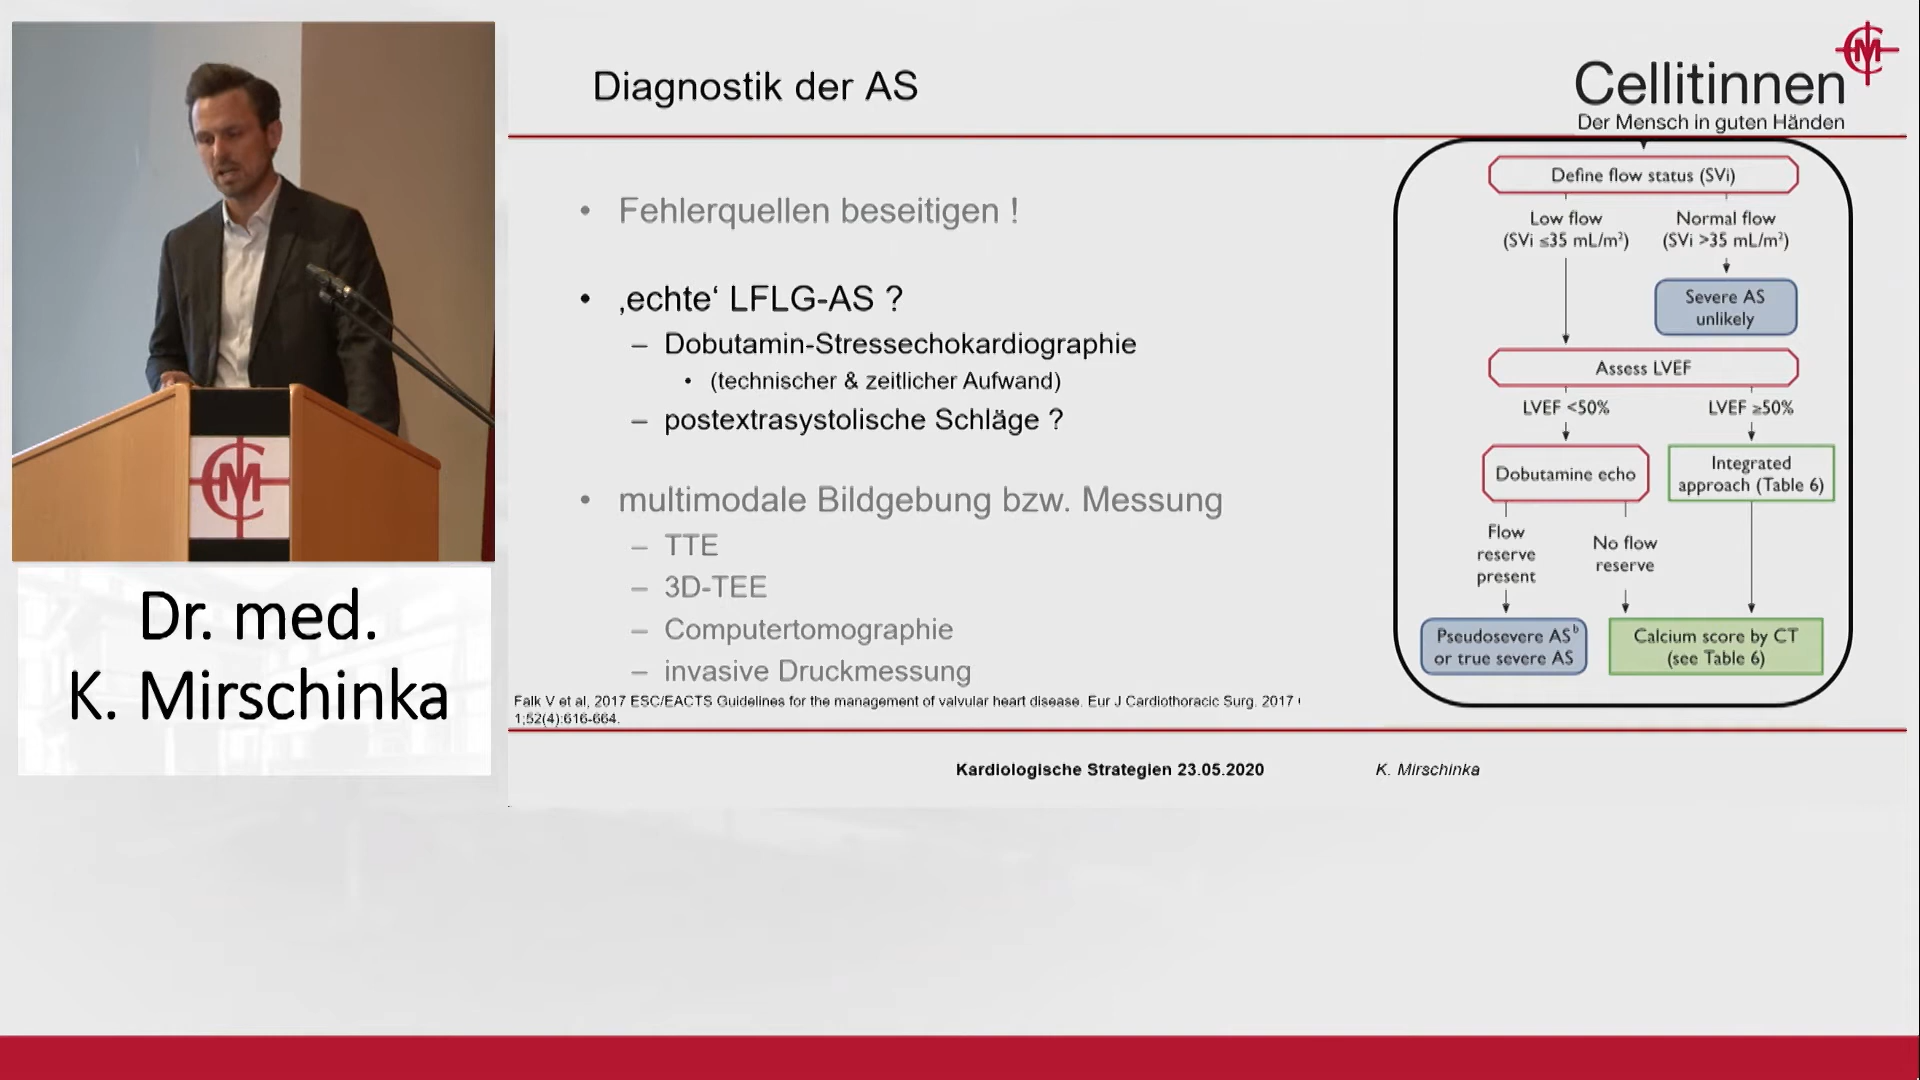 Diagnostik der AS
Cellitinnen
Der Mensch in guten Händen
• Fehlerquellen beseitigen !
• ‚echte‘ LFLG-AS ?
– Dobutamin-Stressechokardiographie
• (technischer & zeitlicher Aufwand)
– postextrasystolische Schläge ?
• multimodale Bildgebung bzw. Messung
– TTE
– 3D-TEE
– Computertomographie
– invasive Druckmessung
Falk V et al, 2017 ESC/EACTS Guidelines for the management of valvular heart disease. Eur J Cardiothoracic Surg. 2017
1;52(4):616-664.
Define flow status (SVi)
Low flow
(SVi ≤35 mL/m²)
Normal flow
(SVi >35 mL/m²)
Severe AS
unlikely
Assess LVEF
LVEF <50%
LVEF ≥50%
Dobutamine echo
Integrated
approach (Table 6)
Flow
reserve
present
No flow
reserve
Pseudosevere ASᵇ
or true severe AS
Calcium score by CT
(see Table 6)
Kardiologische Strategien 23.05.2020
K. Mirschinka
Dr. med.
K. Mirschinka